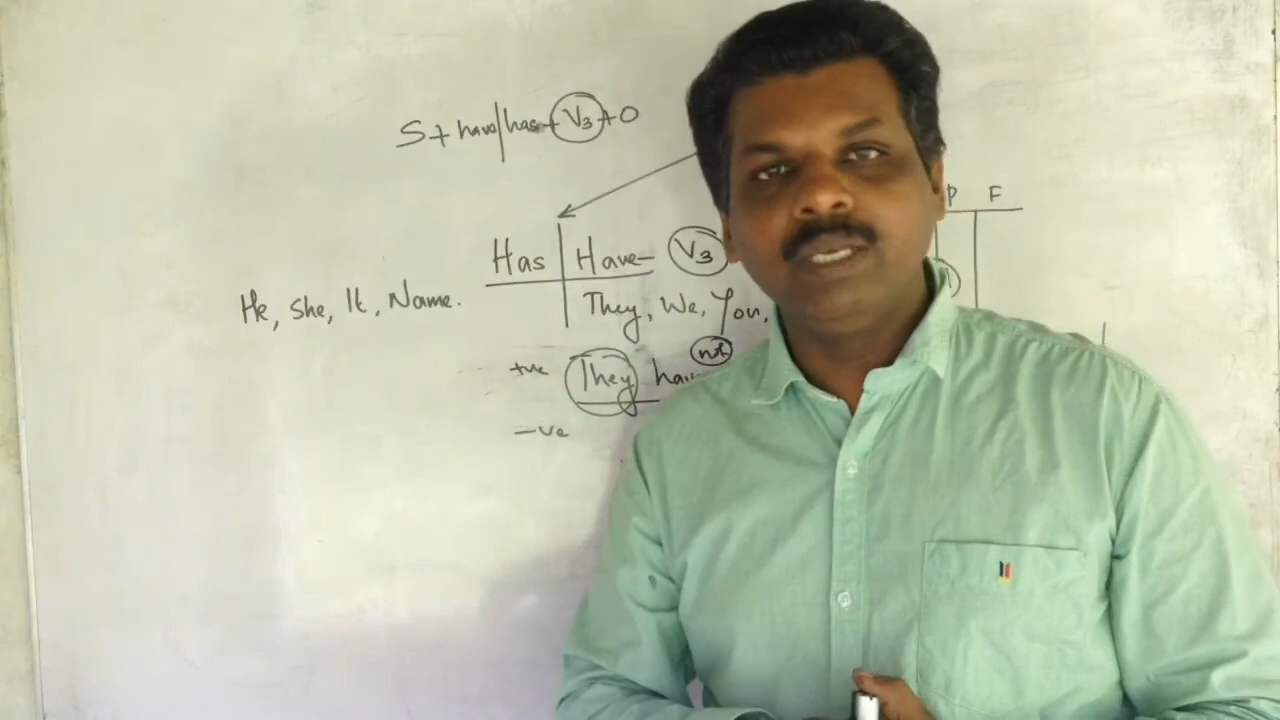 S + have/has + V3 + O
P F
Has Have - V3
He, She, It, Name. They, We, You,
not
+ve They
-ve